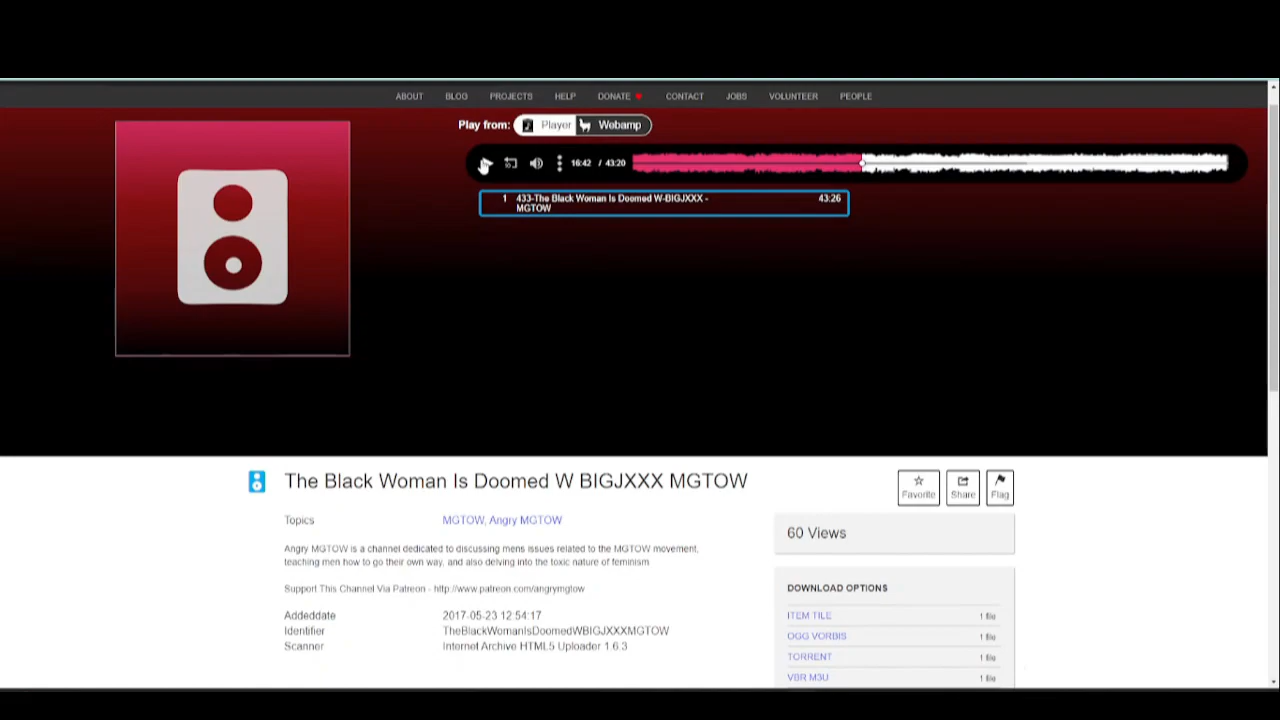 ABOUT BLOG PROJECTS HELP DONATE CONTACT JOBS VOLUNTEER PEOPLE
Play from: Player Webamp
16:42 / 43:20
1 433-The Black Woman Is Doomed W-BIGJXXX - 43:26
MGTOW
The Black Woman Is Doomed W BIGJXXX MGTOW
Favorite Share Flag
Topics MGTOW, Angry MGTOW
60 Views
Angry MGTOW is a channel dedicated to discussing mens issues related to the MGTOW movement,
teaching men how to go their own way, and also delving into the toxic nature of feminism
Support This Channel Via Patreon - http://www.patreon.com/angrymgtow
Addeddate 2017-05-23 12:54:17
Identifier TheBlackWomanIsDoomedWBIGJXXXMGTOW
Scanner Internet Archive HTML5 Uploader 1.6.3
DOWNLOAD OPTIONS
ITEM TILE 1 file
OGG VORBIS 1 file
TORRENT 1 file
VBR M3U 1 file